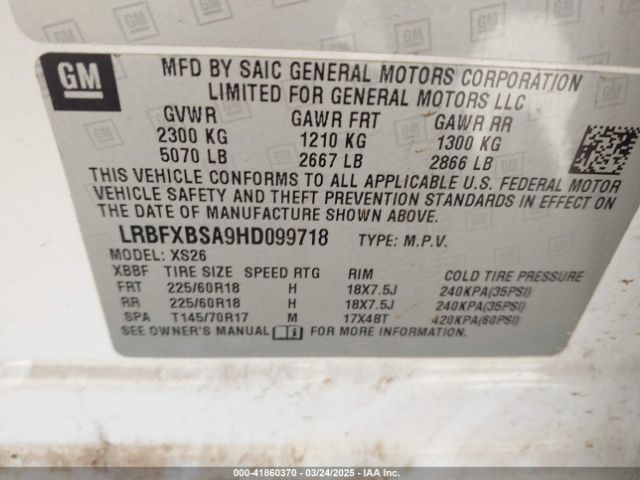 GM
MFD BY SAIC GENERAL MOTORS CORPORATION
LIMITED FOR GENERAL MOTORS LLC
GVWR GAWR FRT GAWR RR
2300 KG 1210 KG 1300 KG
5070 LB 2667 LB 2866 LB
THIS VEHICLE CONFORMS TO ALL APPLICABLE U.S. FEDERAL MOTOR
VEHICLE SAFETY AND THEFT PREVENTION STANDARDS IN EFFECT ON
THE DATE OF MANUFACTURE SHOWN ABOVE.
LRBFXBSA9HD099718 TYPE: M.P.V.
MODEL: XS26
XBBF TIRE SIZE SPEED RTG RIM COLD TIRE PRESSURE
FRT 225/60R18 H 18X7.5J 240KPA(35PSI)
RR 225/60R18 H 18X7.5J 240KPA(35PSI)
SPA T145/70R17 M 17X4BT 420KPA(60PSI)
SEE OWNER'S MANUAL FOR MORE INFORMATION.
000-41860370 • 03/24/2025 • IAA Inc.